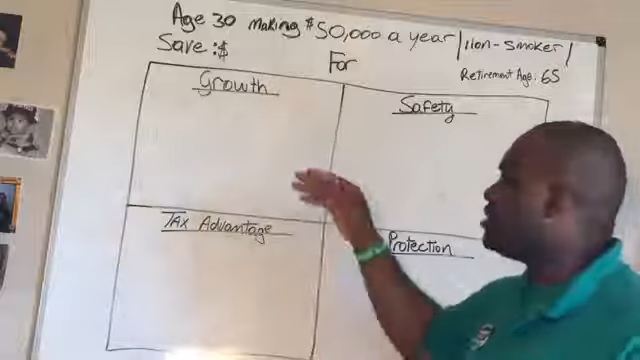 Age 30 making $50,000 a year/non-smoker/
Save:$ For
Retirement Age: 65
Growth
Safety
TAX Advantage
Protection